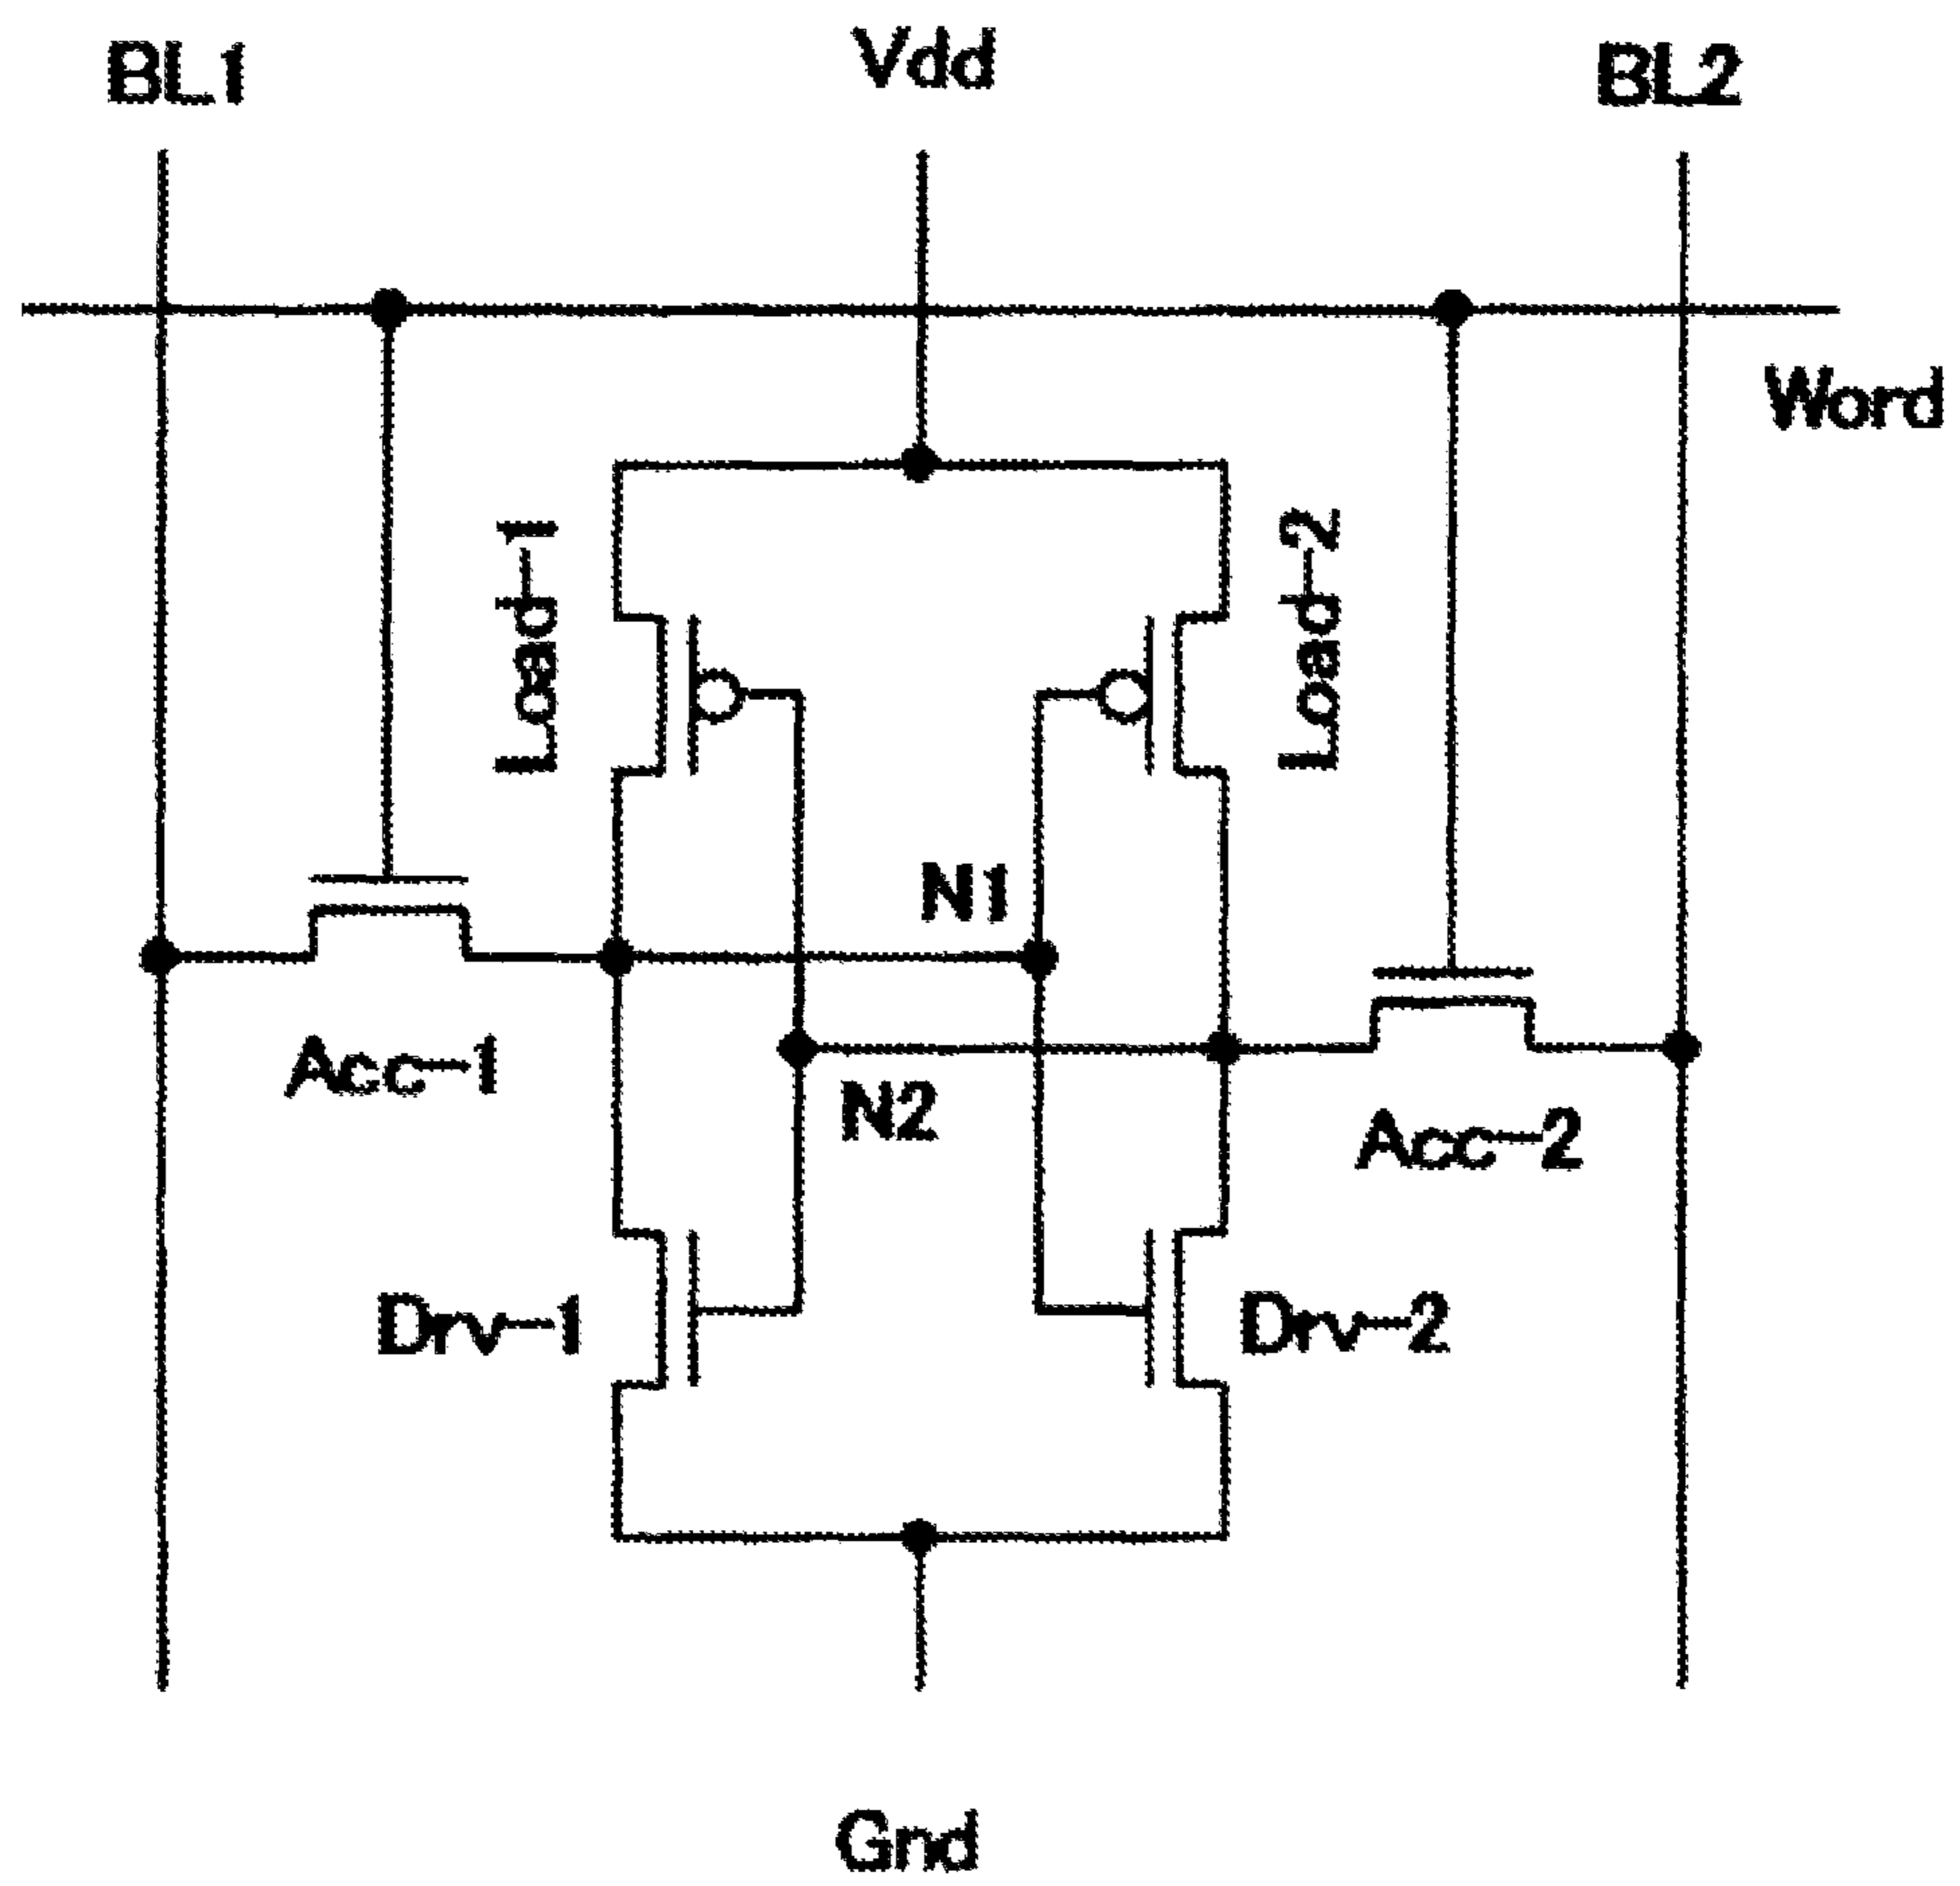 BL1
Vdd
BL2
Word
Load-1
Load-2
N1
Acc-1
N2
Acc-2
Drv-1
Drv-2
Gnd